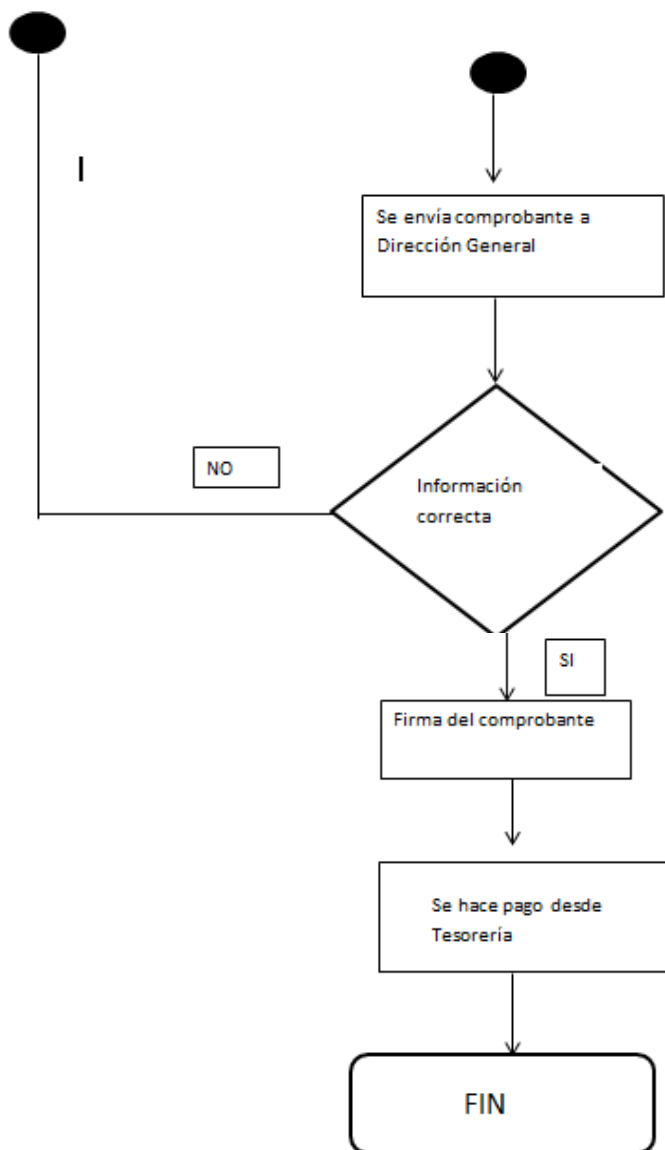 I
Se envía comprobante a
Dirección General
NO
Información
correcta
SI
Firma del comprobante
Se hace pago desde
Tesorería
FIN